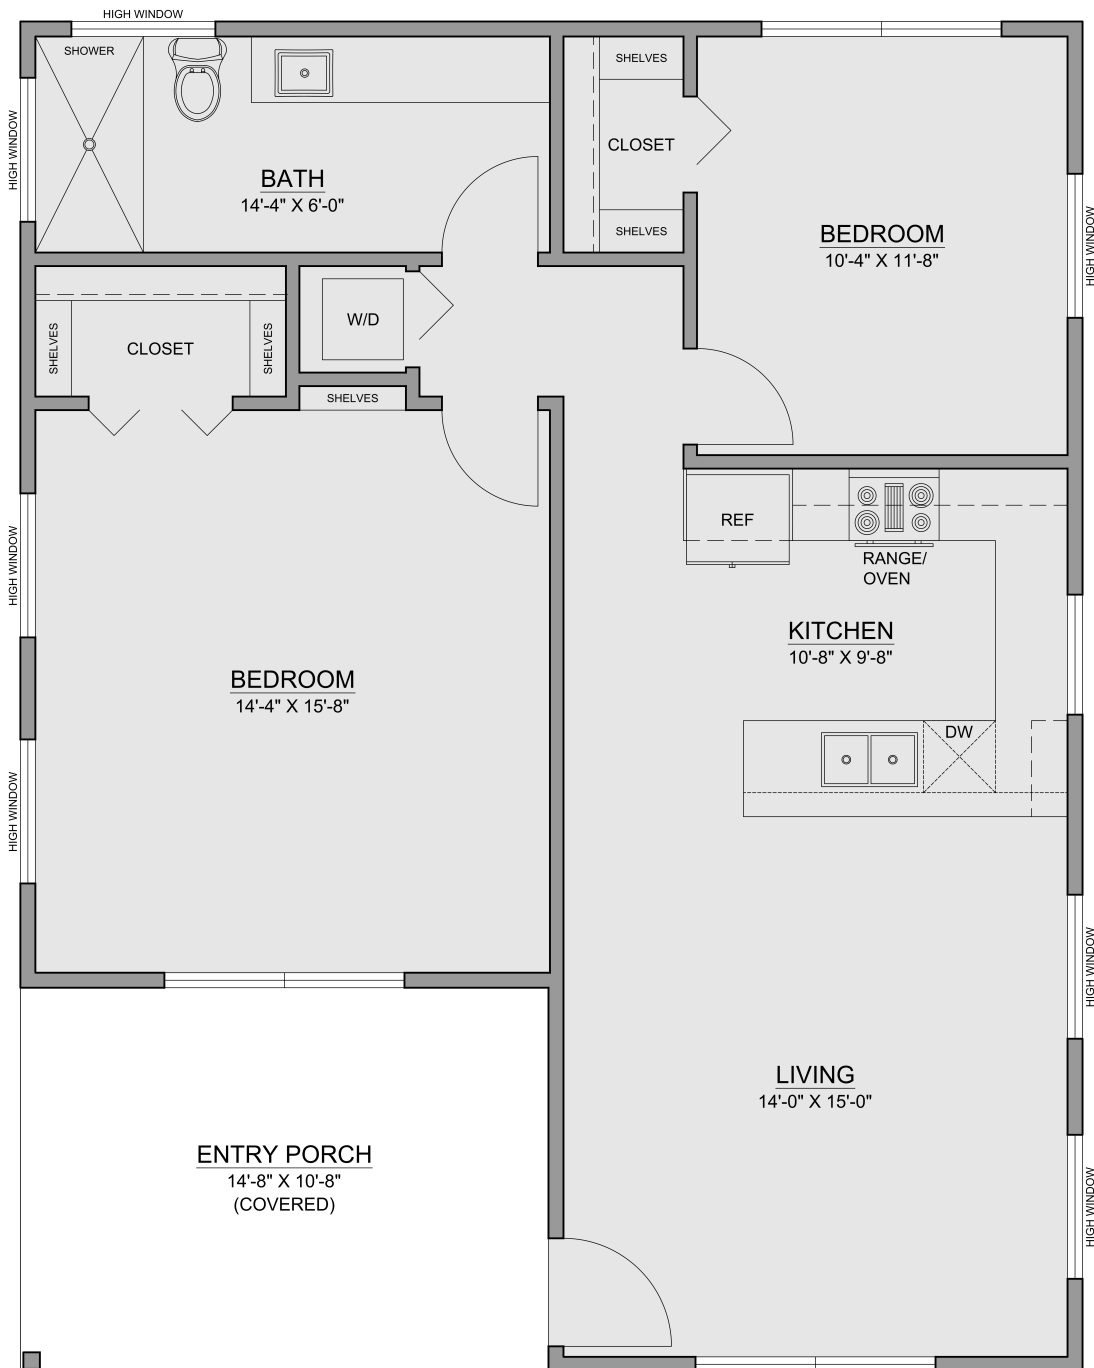 HIGH WINDOW
SHOWER
HIGH WINDOW
BATH
14'-4" X 6'-0"
SHELVES
CLOSET
SHELVES
BEDROOM
10'-4" X 11'-8"
HIGH WINDOW
SHELVES
CLOSET
SHELVES
W/D
SHELVES
REF
RANGE/
OVEN
HIGH WINDOW
KITCHEN
10'-8" X 9'-8"
BEDROOM
14'-4" X 15'-8"
DW
HIGH WINDOW
HIGH WINDOW
LIVING
14'-0" X 15'-0"
ENTRY PORCH
14'-8" X 10'-8"
(COVERED)
HIGH WINDOW